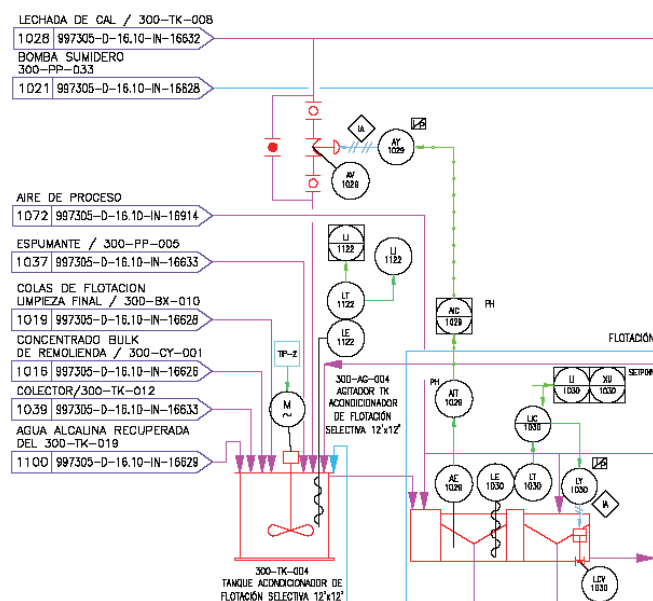 LECHADA DE CAL / 300-TK-008
1028 997305-D-16.10-IN-16632
BOMBA SUMIDERO
300-PP-033
1021 997305-D-16.10-IN-16628
IA
AY
1029
AV
1029
AIRE DE PROCESO
1072 997305-D-16.10-IN-16914
ESPUMANTE / 300-PP-005
1037 997305-D-16.10-IN-16633
LI
1122
LI
1122
LT
1122
LE
1122
COLAS DE FLOTACION
LIMPIEZA FINAL / 300-BX-010
1019 997305-D-16.10-IN-16628
AIC
1029
PH
CONCENTRADO BULK
DE REMOLIENDA / 300-CY-001
1016 997305-D-16.10-IN-16626
TIP-2
FLOTACIÓN
COLECTOR/300-TK-012
1039 997305-D-16.10-IN-16633
M
~
300-AG-004
AGITADOR TK
ACONDICIONADOR
DE FLOTACIÓN
SELECTIVA 12'x12'
PH
AIT
1029
LI
1030
XU
1030
SETPOINT
LIC
1030
AGUA ALCALINA RECUPERADA
DEL 300-TK-019
1100 997305-D-16.10-IN-16629
AE
1029
LE
1030
LT
1030
LY
1030
IA
LCV
1030
300-TK-004
TANQUE ACONDICIONADOR DE
FLOTACIÓN SELECTIVA 12'x12'